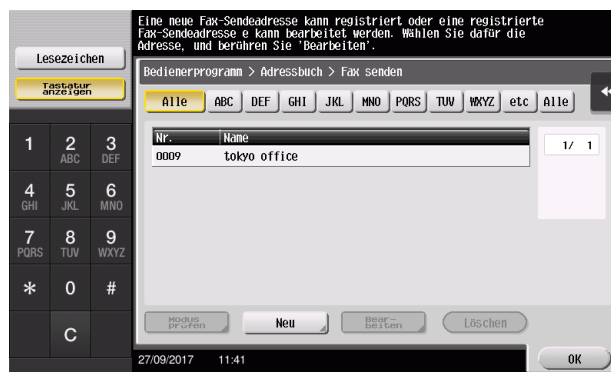 Eine neue Fax-Sendeadresse kann registriert oder eine registrierte
Fax-Sendeadresse e kann bearbeitet werden. Wählen Sie dafür die
Adresse, und berühren Sie 'Bearbeiten'.
Lesezeichen
Tastatur
anzeigen
Bedienerprogramm > Adressbuch > Fax senden
Alle ABC DEF GHI JKL MNO PQRS TUV WXYZ etc Alle
Nr. Name
0009 tokyo office
1/ 1
1 2 ABC 3 DEF
4 GHI 5 JKL 6 MNO
7 PQRS 8 TUV 9 WXYZ
* 0 #
C
Modus
prüfen
Neu
Bear-
beiten
Löschen
27/09/2017 11:41
OK